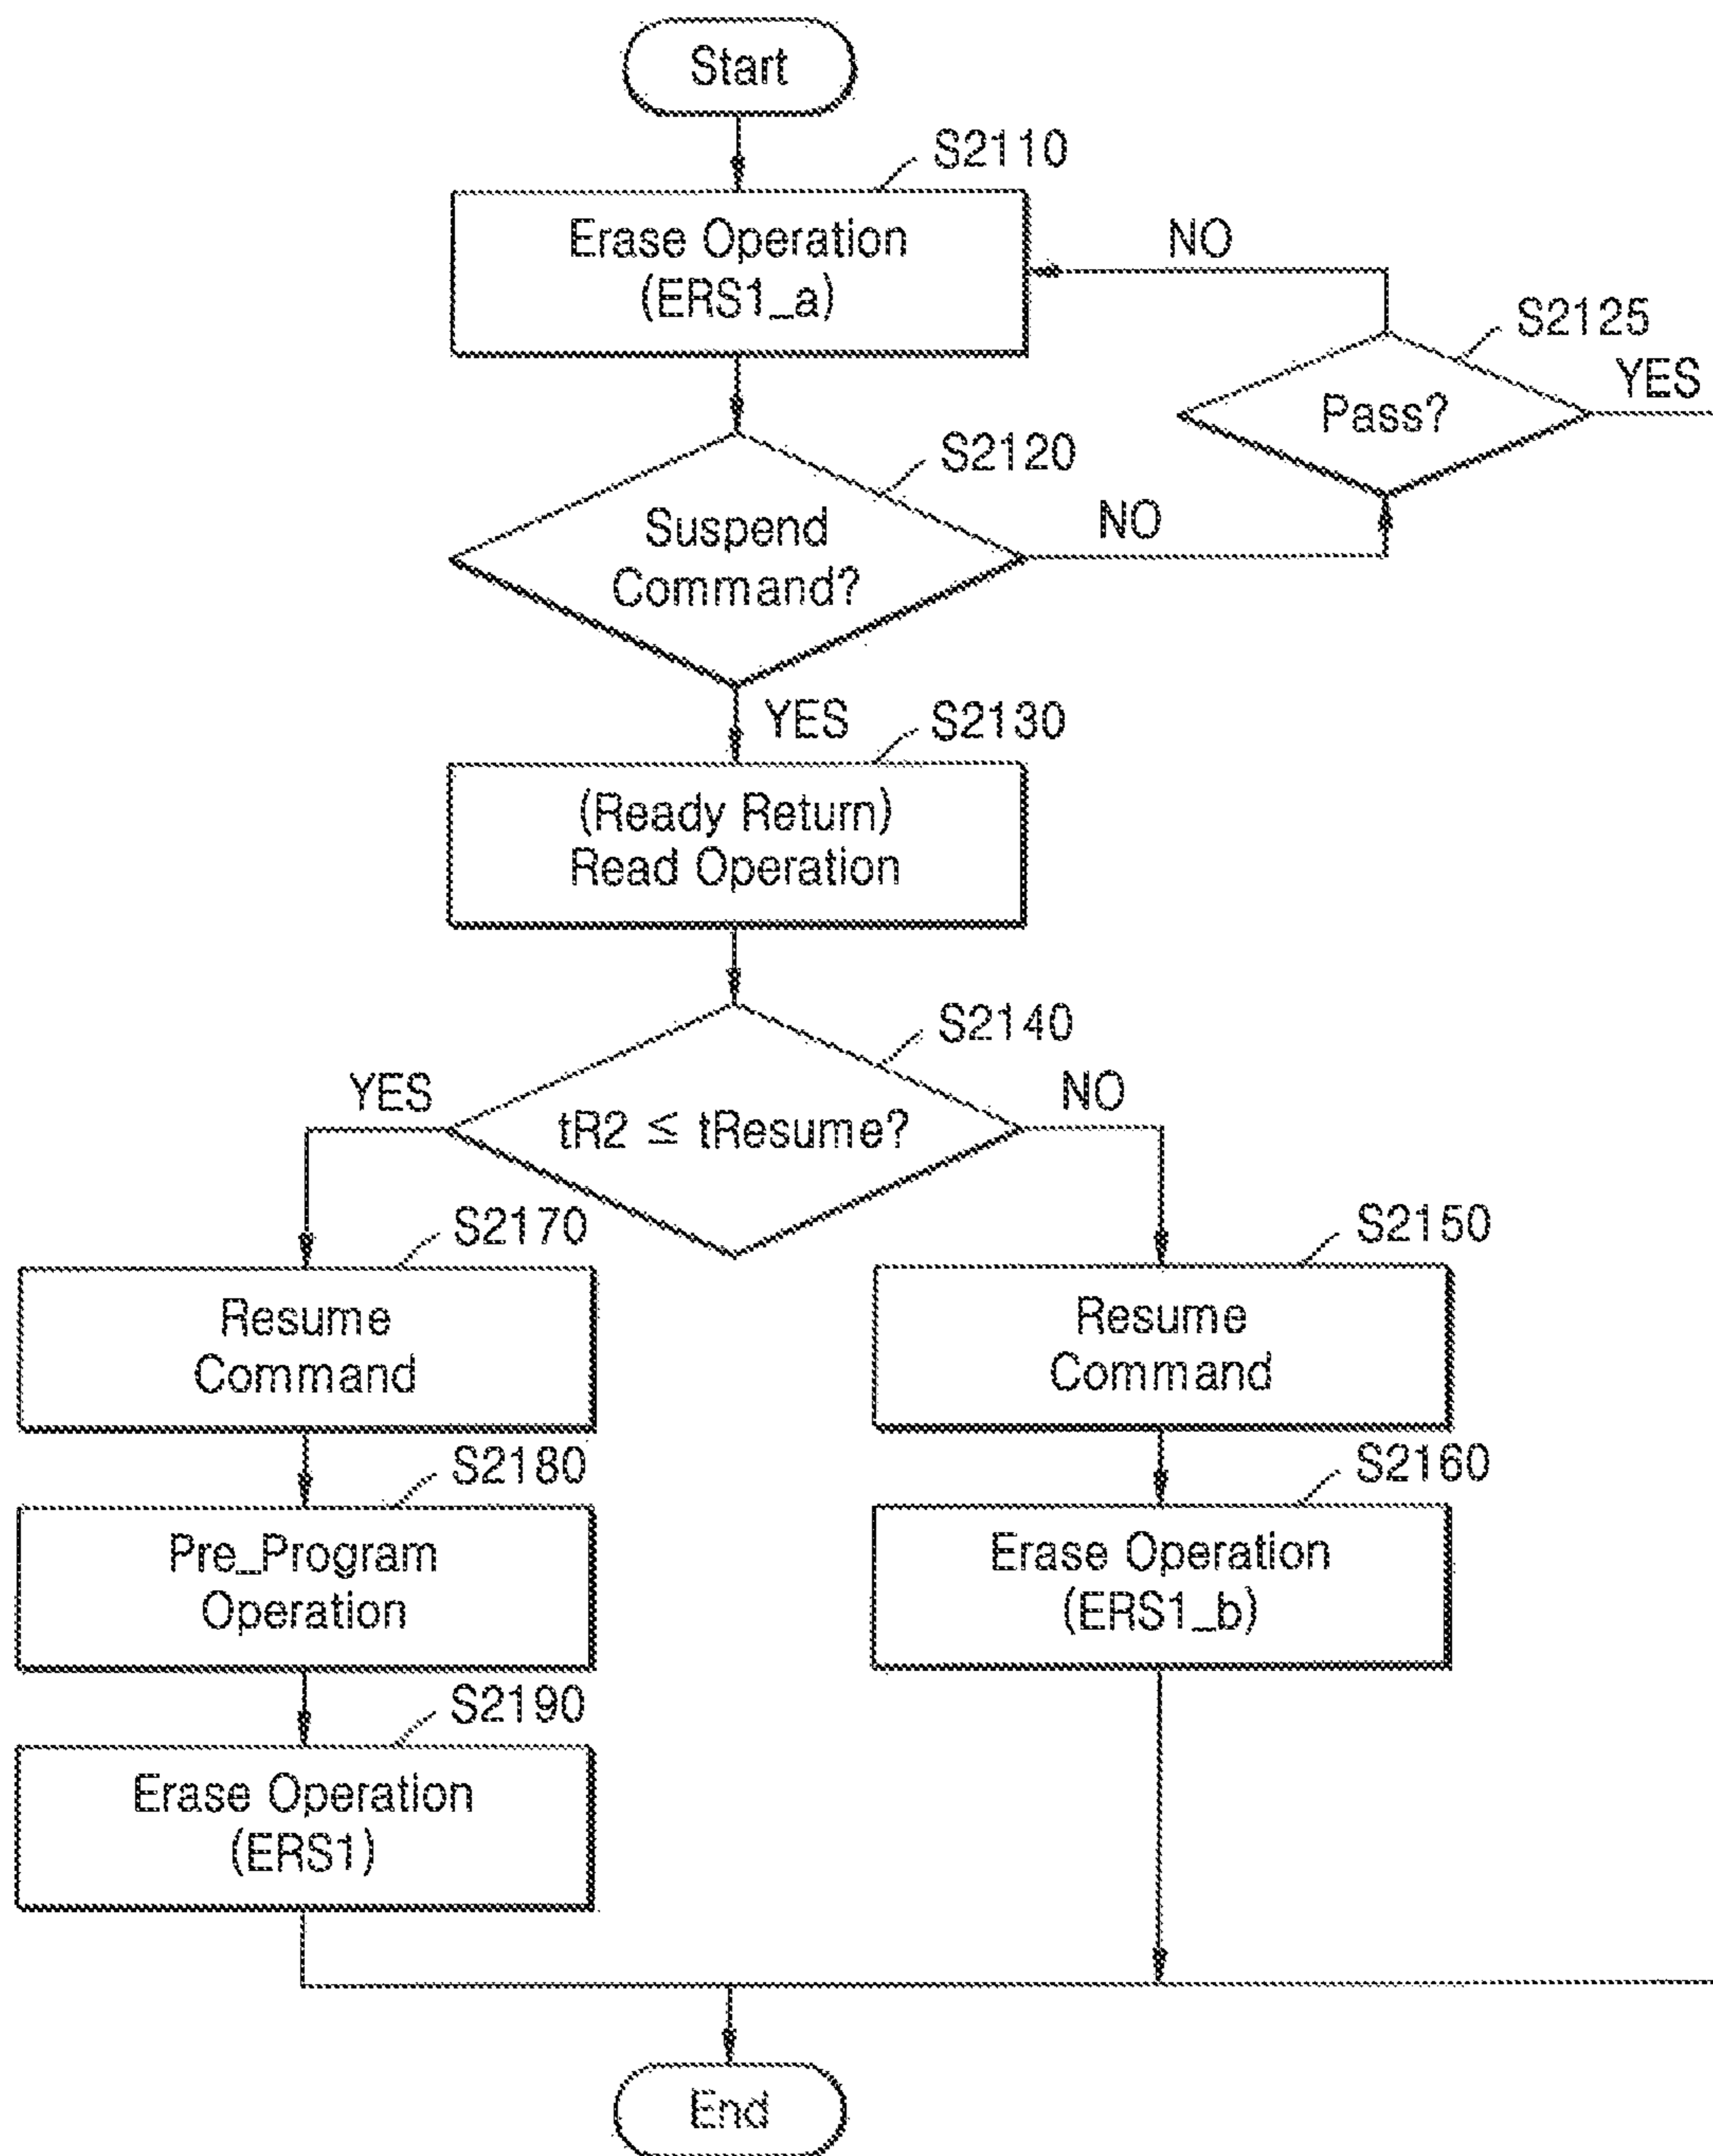 Start
S2110
Erase Operation
(ERS1_a)
NO
S2125
Pass?
YES
S2120
Suspend
Command?
NO
YES
S2130
(Ready Return)
Read Operation
S2140
YES
tR2 ≦ tResume?
NO
S2170
Resume
Command
S2150
Resume
Command
S2180
Pre_Program
Operation
S2160
Erase Operation
(ERS1_b)
S2190
Erase Operation
(ERS1)
End